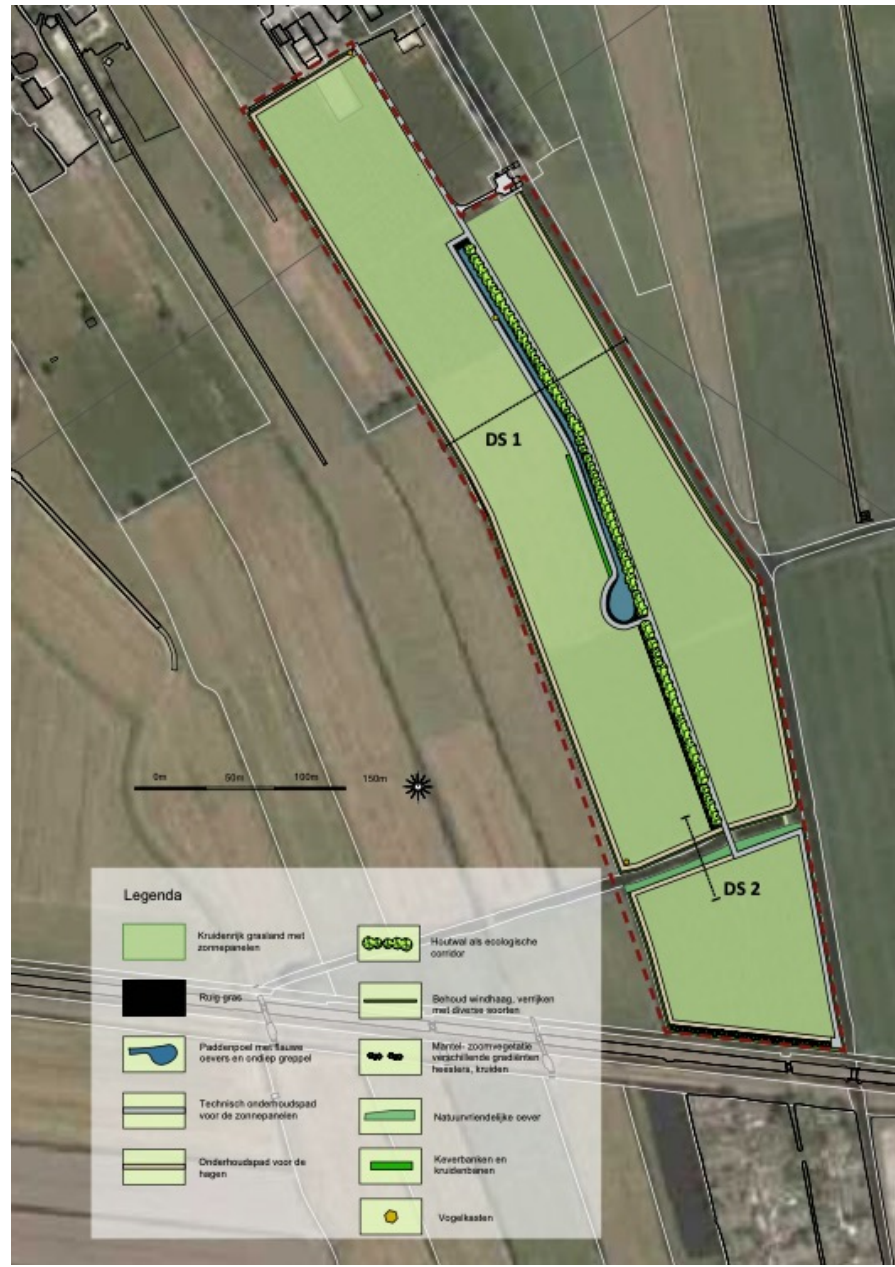 DS 1
0m 50m 100m 150m
DS 2
Legenda
Kruidenrijk grasland met
zonnepanelen
Ruig gras
Paddenpoel met flauwe
oevers en ondiep greppel
Technisch onderhoudspad
voor de zonnepanelen
Onderhoudspad voor de
hagen
Houtwal als ecologische
corridor
Behoud windhaag, verrijken
met diverse soorten
Mantel- zoomvegetatie
verschillende gradiënten
heesters, kruiden
Natuurvriendelijke oever
Keverbanken en
kruidenbanen
Vogelkasten